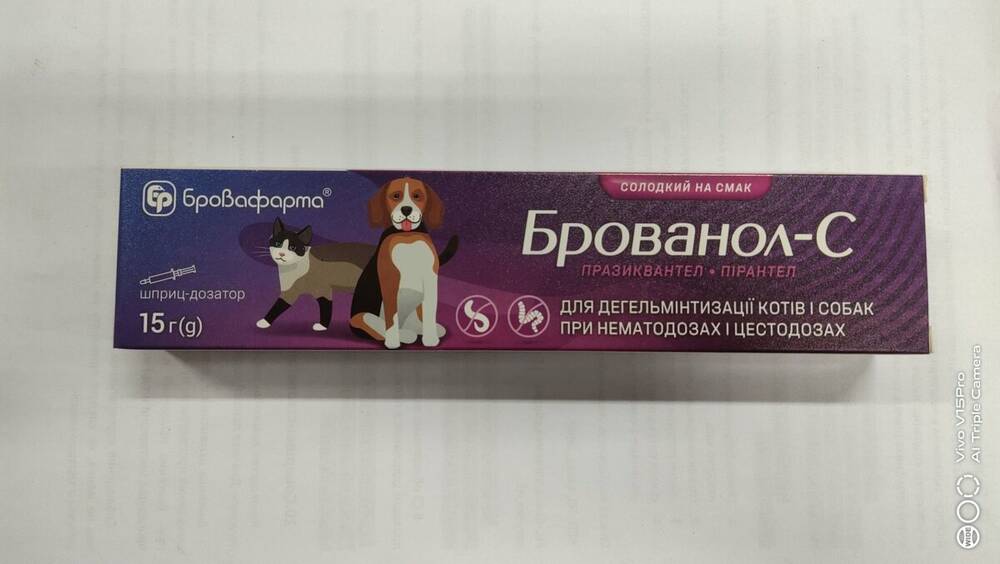 БРОВАФАРМА®
шприц-дозатор
15 г(g)
СОЛОДКИЙ НА СМАК
Брованол-С
ПРАЗИКВАНТЕЛ • ПІРАНТЕЛ
ДЛЯ ДЕГЕЛЬМІНТИЗАЦІЇ КОТІВ І СОБАК
ПРИ НЕМАТОДОЗАХ І ЦЕСТОДОЗАХ
Vivo V15Pro
AI Triple Camera
WIDE